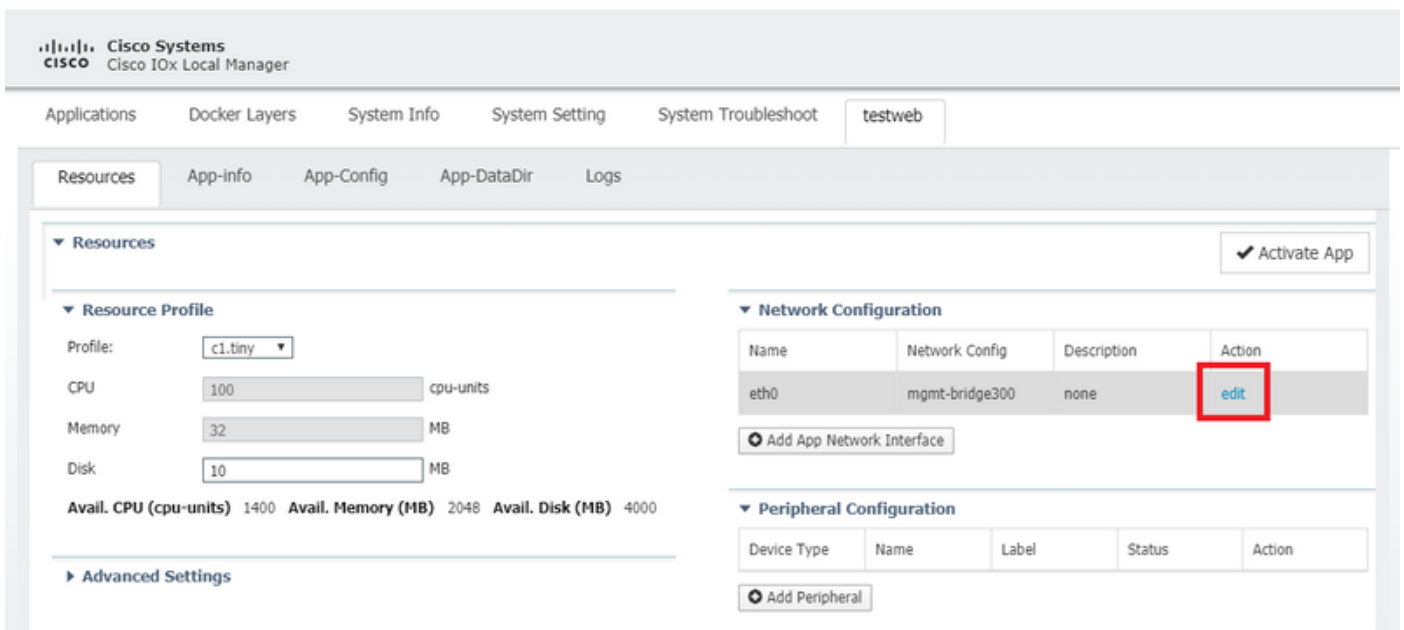 Cisco Systems
CISCO Cisco IOx Local Manager
Applications Docker Layers System Info System Setting System Troubleshoot testweb
Resources App-info App-Config App-DataDir Logs
Resources
Activate App
Resource Profile
Profile: c1.tiny
CPU 100 cpu-units
Memory 32 MB
Disk 10 MB
Avail. CPU (cpu-units) 1400 Avail. Memory (MB) 2048 Avail. Disk (MB) 4000
Advanced Settings
Network Configuration
Name Network Config Description Action
eth0 mgmt-bridge300 none edit
Add App Network Interface
Peripheral Configuration
Device Type Name Label Status Action
Add Peripheral